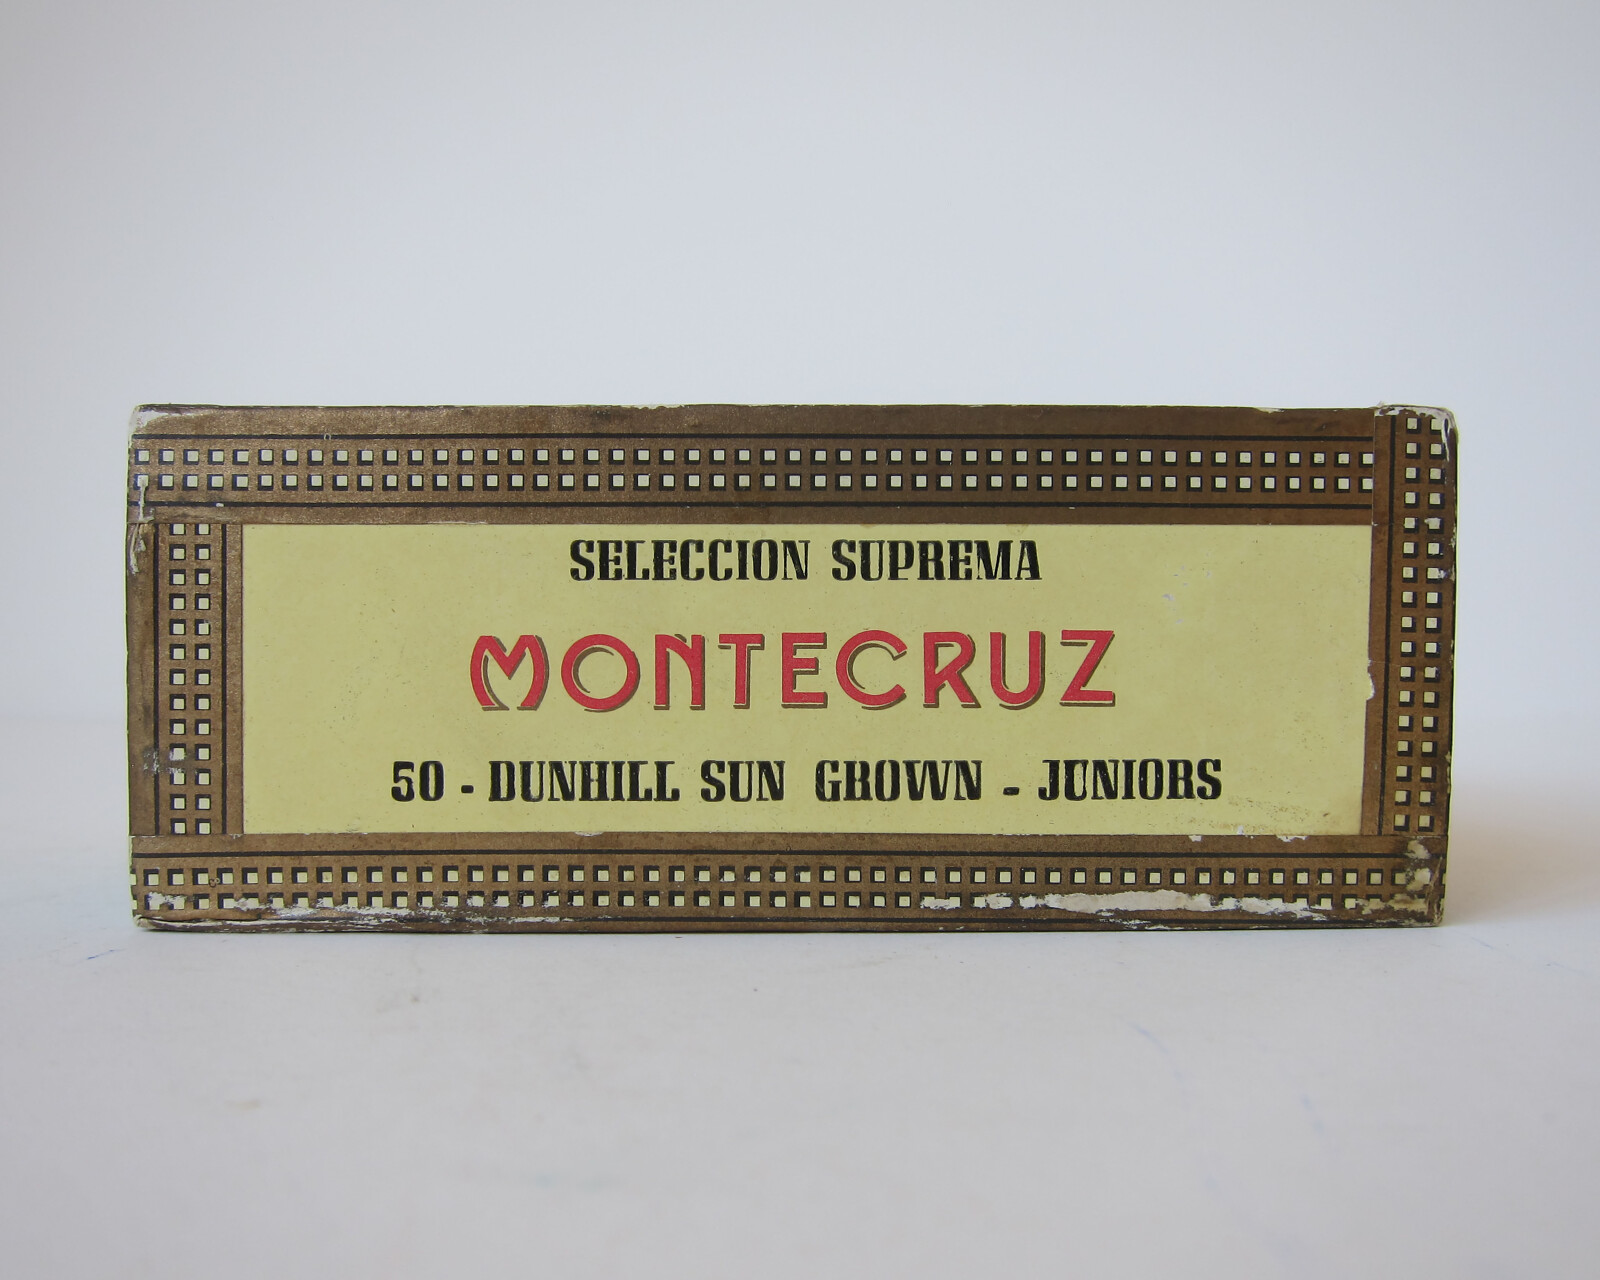 SELECCION SUPREMA
MONTECRUZ
50 - DUNHILL SUN GROWN - JUNIORS